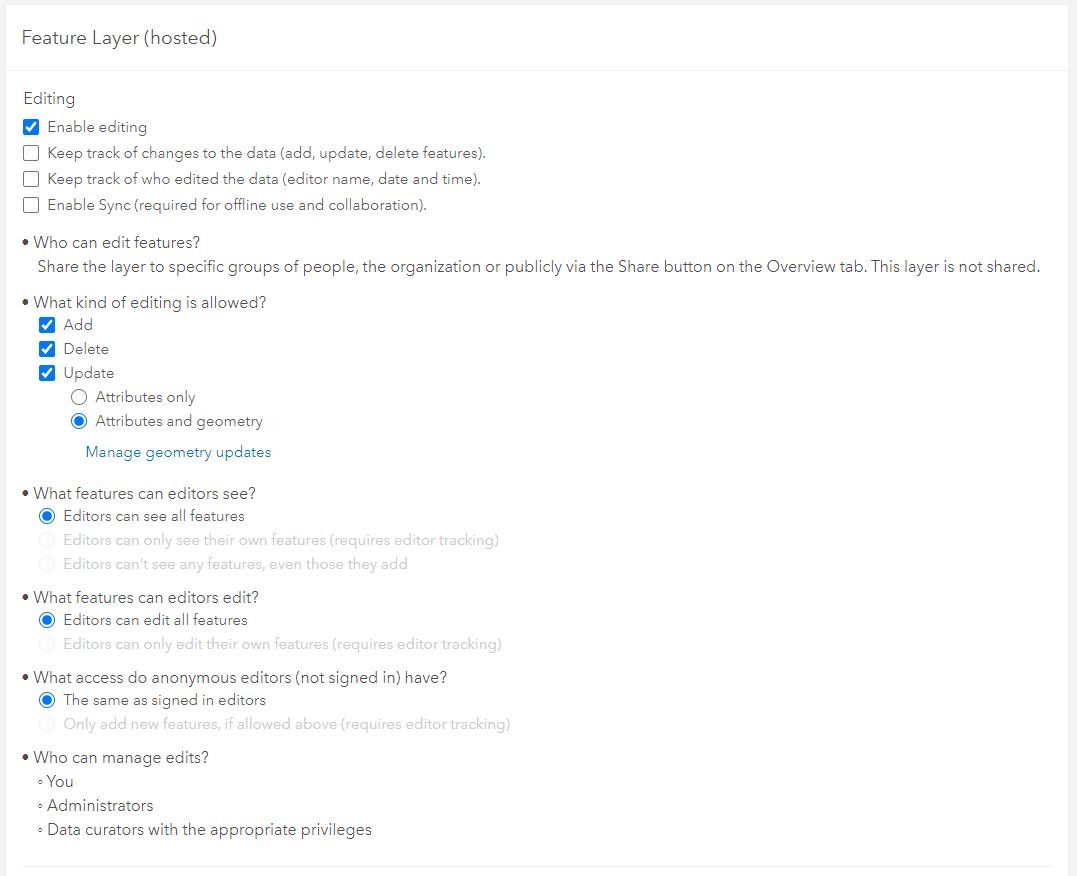 Feature Layer (hosted)
Editing
Enable editing
Keep track of changes to the data (add, update, delete features).
Keep track of who edited the data (editor name, date and time).
Enable Sync (required for offline use and collaboration).
• Who can edit features?
Share the layer to specific groups of people, the organization or publicly via the Share button on the Overview tab. This layer is not shared.
• What kind of editing is allowed?
Add
Delete
Update
Attributes only
Attributes and geometry
Manage geometry updates
• What features can editors see?
Editors can see all features
Editors can only see their own features (requires editor tracking)
Editors can't see any features, even those they add
• What features can editors edit?
Editors can edit all features
Editors can only edit their own features (requires editor tracking)
• What access do anonymous editors (not signed in) have?
The same as signed in editors
Only add new features, if allowed above (requires editor tracking)
• Who can manage edits?
◦ You
◦ Administrators
◦ Data curators with the appropriate privileges